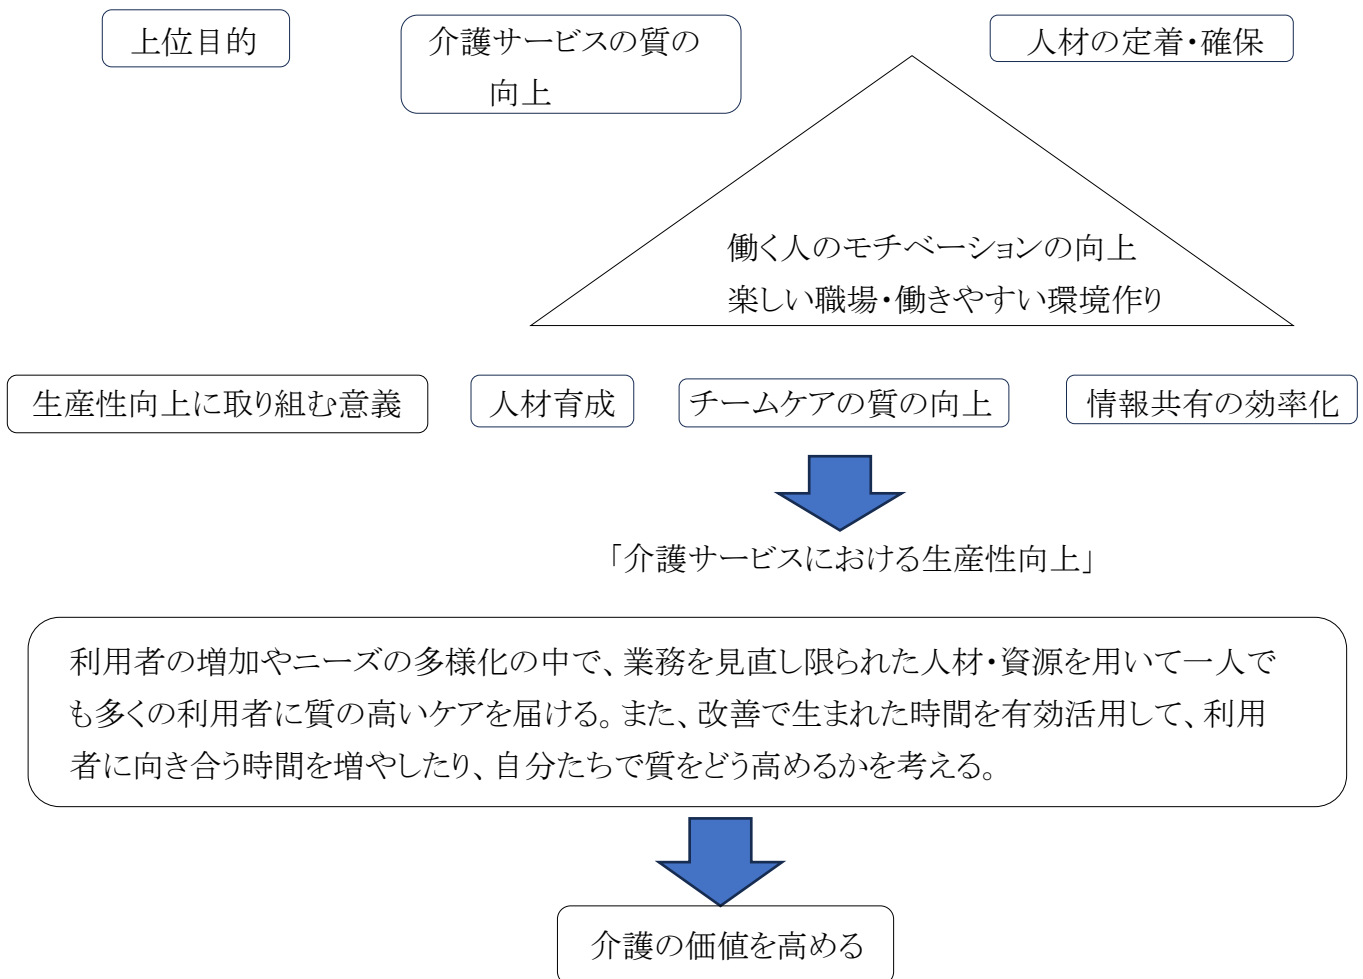 上位目的
介護サービスの質の
向上
人材の定着・確保
働く人のモチベーションの向上
楽しい職場・働きやすい環境作り
生産性向上に取り組む意義
人材育成
チームケアの質の向上
情報共有の効率化
「介護サービスにおける生産性向上」
利用者の増加やニーズの多様化の中で、業務を見直し限られた人材・資源を用いて一人で
も多くの利用者に質の高いケアを届ける。また、改善で生まれた時間を有効活用して、利用
者に向き合う時間を増やしたり、自分たちで質をどう高めるかを考える。
介護の価値を高める